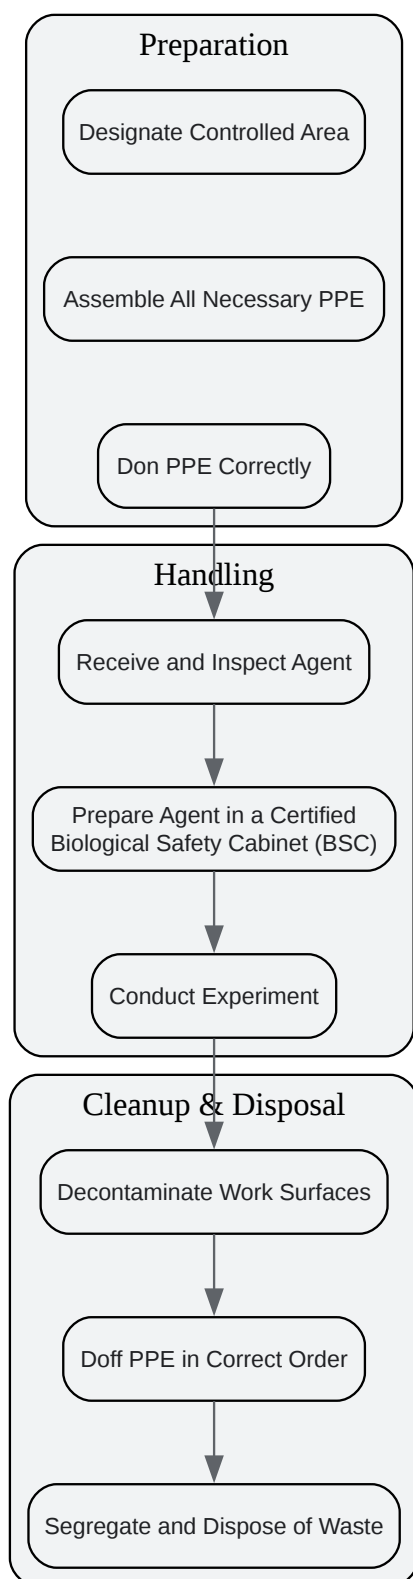 Preparation
Designate Controlled Area
Assemble All Necessary PPE
Don PPE Correctly
Handling
Receive and Inspect Agent
Prepare Agent in a Certified
Biological Safety Cabinet (BSC)
Conduct Experiment
Cleanup & Disposal
Decontaminate Work Surfaces
Doff PPE in Correct Order
Segregate and Dispose of Waste